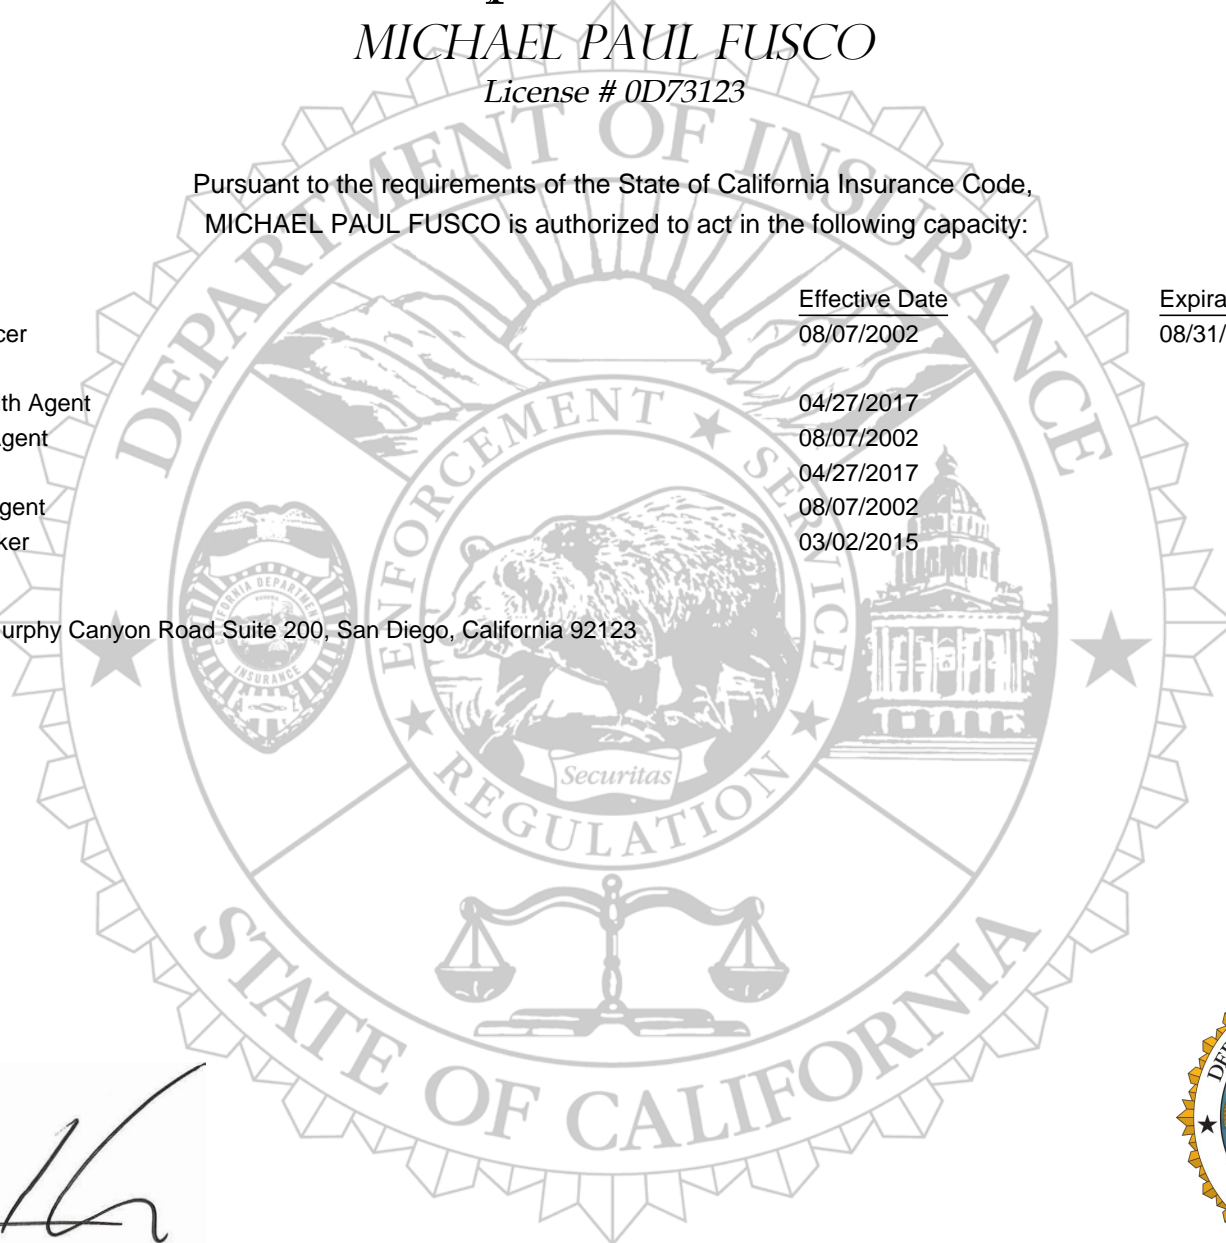 MICHAEL PAUL FUSCO
License # 0D73123
Pursuant to the requirements of the State of California Insurance Code,
MICHAEL PAUL FUSCO is authorized to act in the following capacity:
Effective Date Expira
cer 08/07/2002 08/31/
th Agent 04/27/2017
gent 08/07/2002
04/27/2017
gent 08/07/2002
ker 03/02/2015
urphy Canyon Road Suite 200, San Diego, California 92123
DEPARTMENT OF INSURANCE
STATE OF CALIFORNIA
ENFORCEMENT SERVICE
REGULATION
Securitas
CALIFORNIA DEPARTMENT
INSURANCE